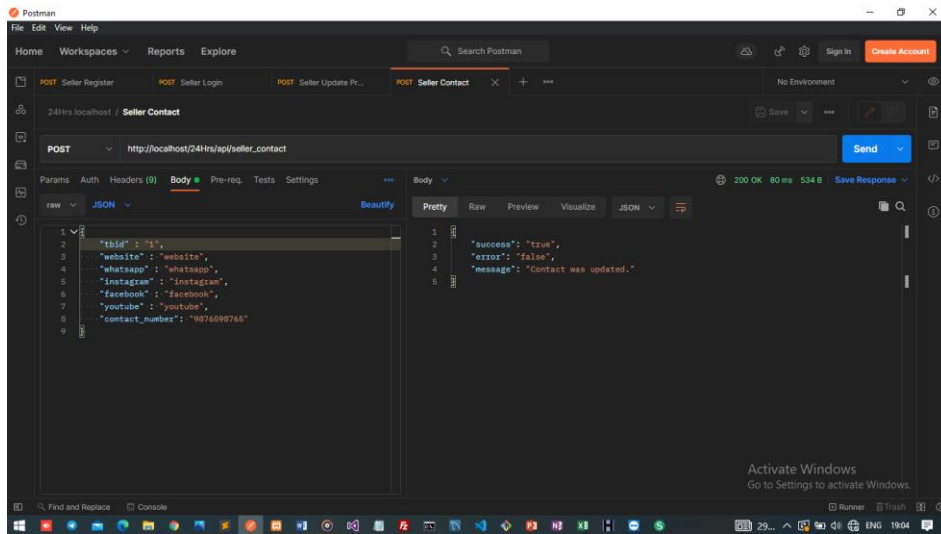 Postman
File Edit View Help
Home Workspaces Reports Explore Search Postman Sign In Create Account
POST Seller Register POST Seller Login POST Seller Update Pr... POST Seller Contact No Environment
24Hrs localhost / Seller Contact Save
POST http://localhost/24Hrs/api/seller_contact Send
Params Auth Headers (9) Body Pre-req. Tests Settings Body 200 OK 80 ms 534 B Save Response
raw JSON Beautify Pretty Raw Preview Visualize JSON
1 {
2 "tbid" : "1",
3 "website" : "website",
4 "whatsapp" : "whatsapp",
5 "instagram" : "instagram",
6 "facebook" : "facebook",
7 "youtube" : "youtube",
8 "contact_number": "9876598765"
9 }
1 {
2 "success": "true",
3 "error": "false",
4 "message": "Contact was updated."
5 }
Activate Windows
Go to Settings to activate Windows.
Find and Replace Console Runner Trash
29... ENG 19:04